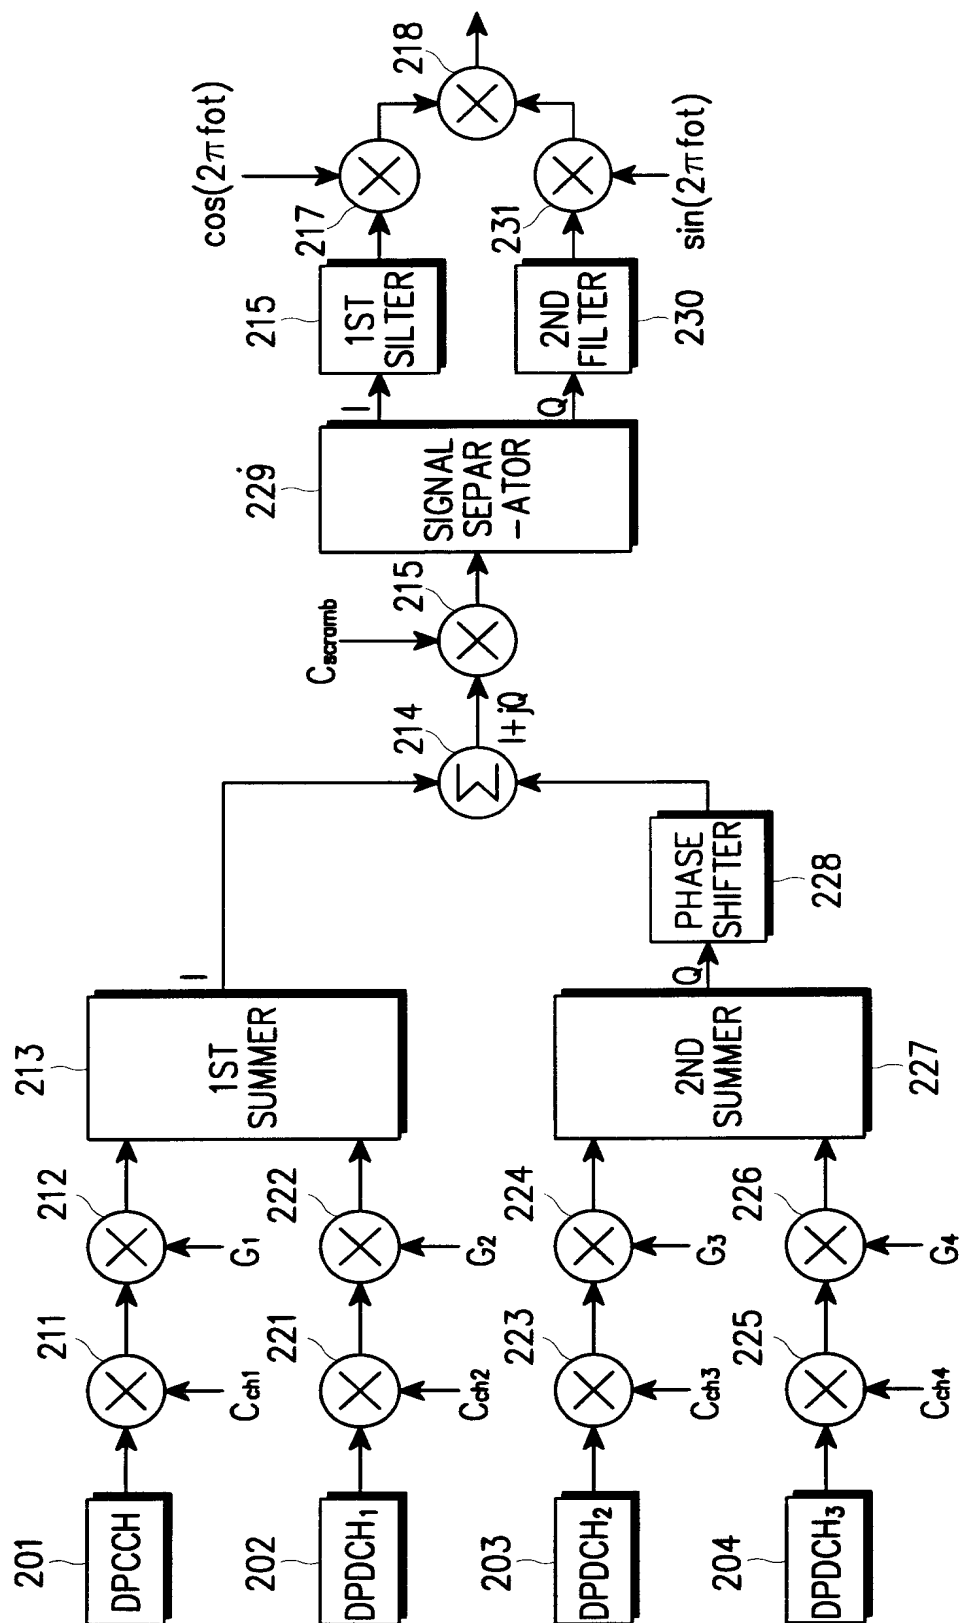 201
DPCCH
211
Cch1
212
G1
213
1ST
SUMMER
I
202
DPDCH1
221
Cch2
222
G2
203
DPDCH2
223
Cch3
224
G3
2ND
SUMMER
227
Q
204
DPDCH3
225
Cch4
226
G4
PHASE
SHIFTER
228
214
Σ
I+jQ
Cscramb
215
229
SIGNAL
SEPAR
-ATOR
I
Q
215
1ST
SILTER
2ND
FILTER
230
cos(2πfot)
217
231
sin(2πfot)
218